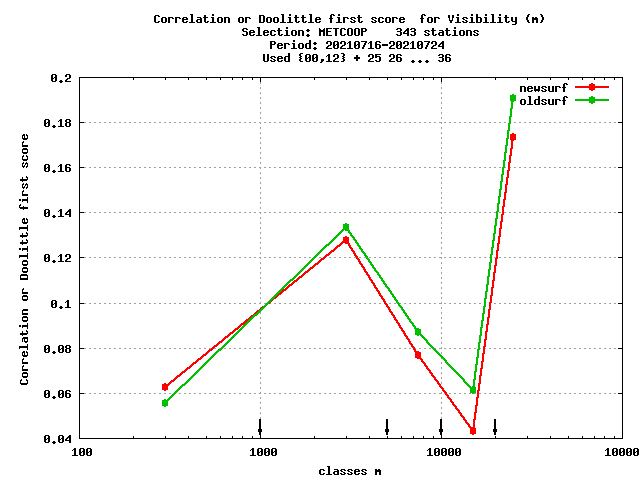 Correlation or Doolittle first score  for Visibility (m)
Selection: METCOOP    343 stations
Period: 20210716-20210724
Used {00,12} + 25 26 ... 36
newsurf
oldsurf
Correlation or Doolittle first score
0.2
0.18
0.16
0.14
0.12
0.1
0.08
0.06
0.04
100
1000
10000
10000
classes m